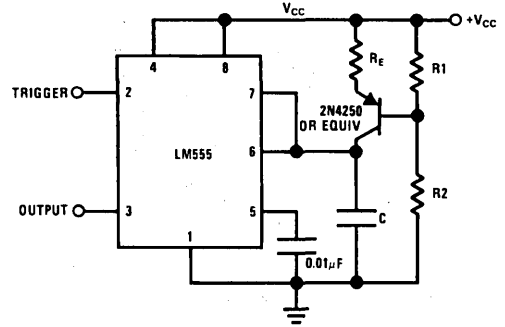 VCC
+VCC
4
8
RE
R1
TRIGGER
2
7
2N4250
OR EQUIV
LM555
6
R2
OUTPUT
3
5
C
1
0.01μF